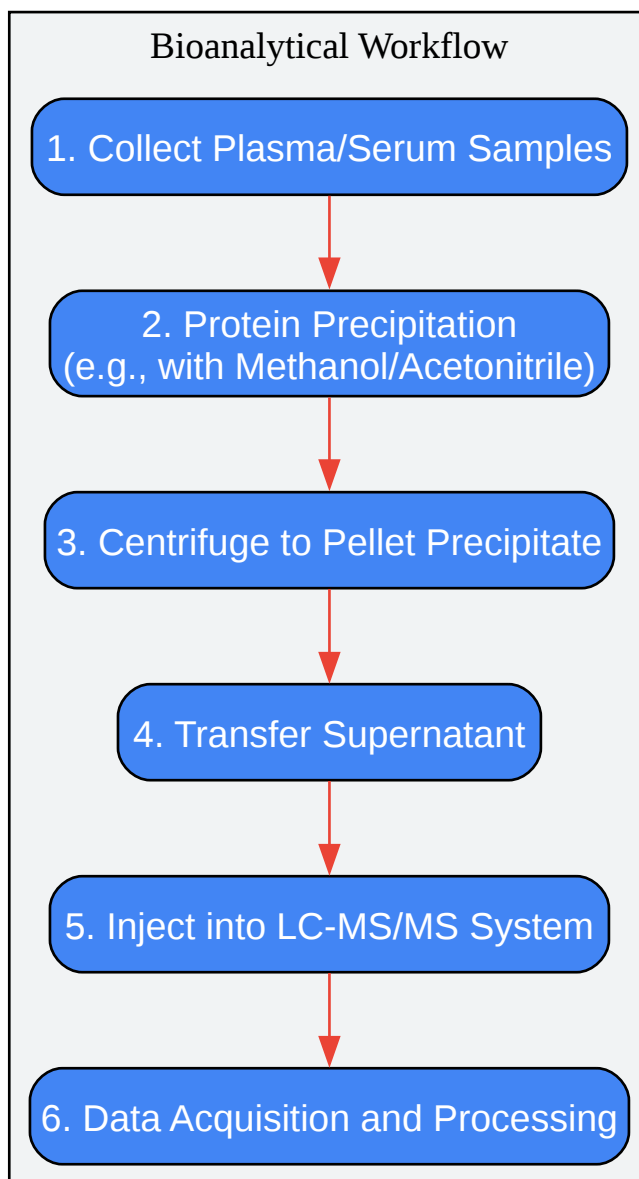 Bioanalytical Workflow
1. Collect Plasma/Serum Samples
2. Protein Precipitation
(e.g., with Methanol/Acetonitrile)
3. Centrifuge to Pellet Precipitate
4. Transfer Supernatant
5. Inject into LC-MS/MS System
6. Data Acquisition and Processing